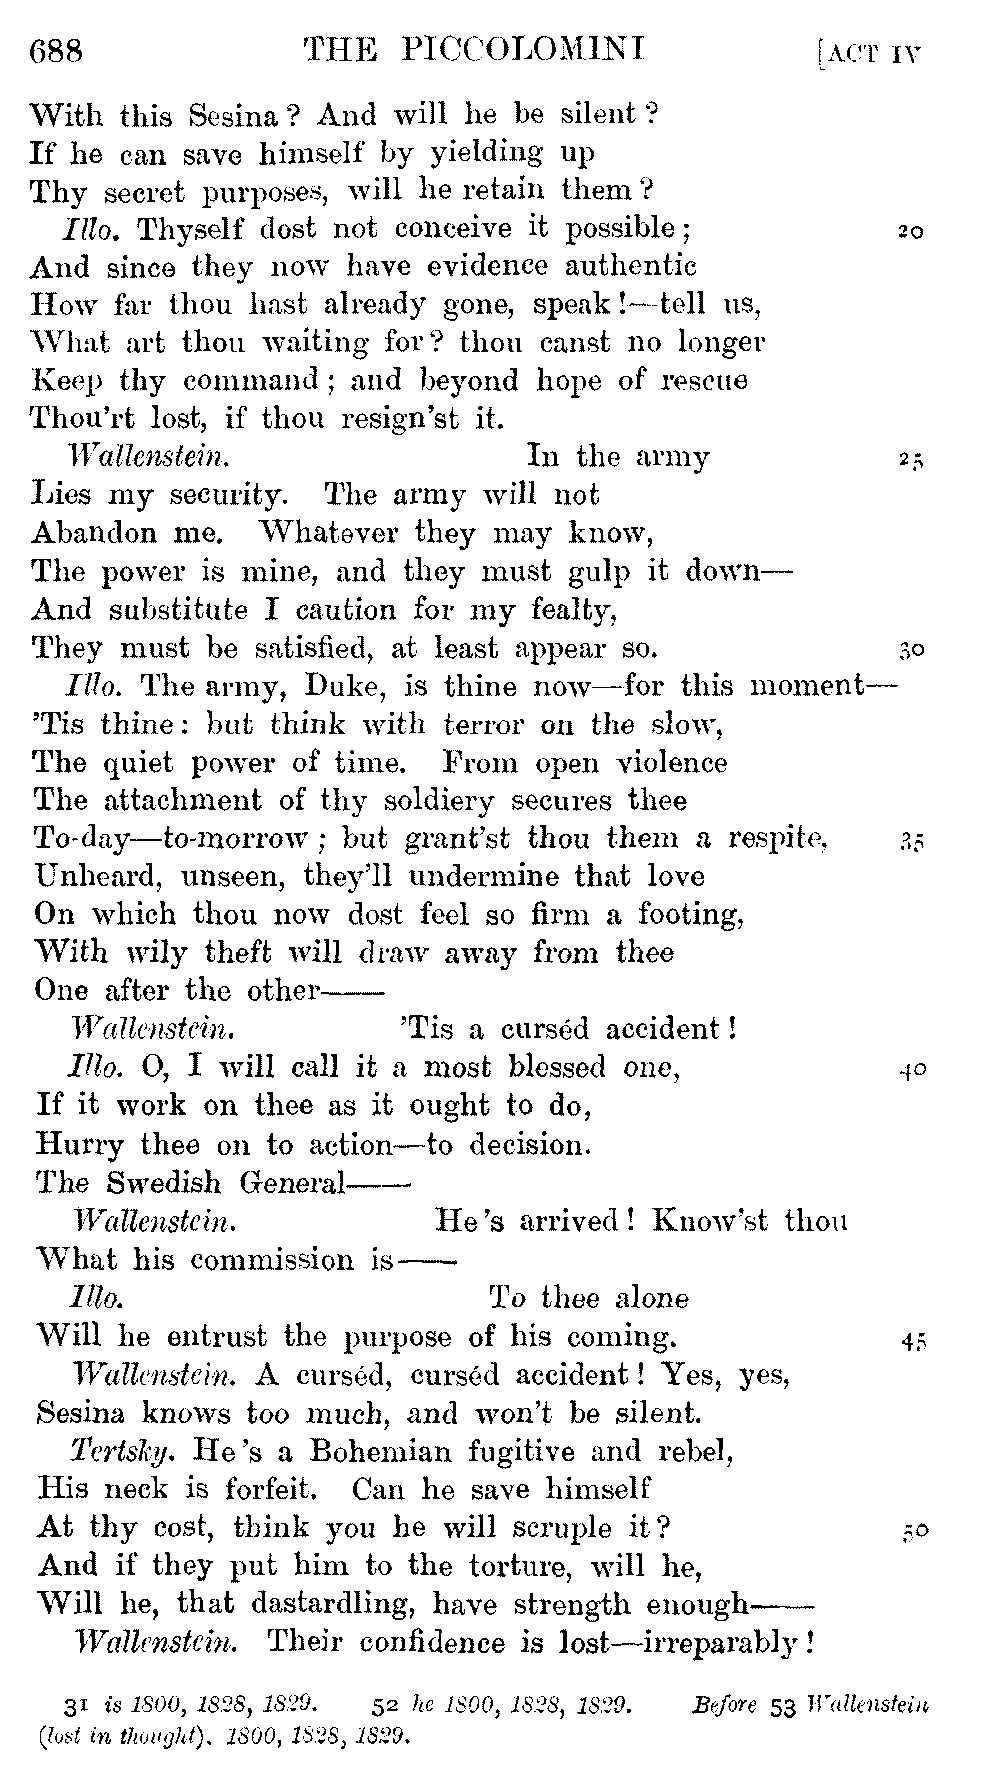 688 THE PICCOLOMINI [ACT IV
With this Sesina? And will he be silent?
If he can save himself by yielding up
Thy secret purposes, will he retain them?
Illo. Thyself dost not conceive it possible; 20
And since they now have evidence authentic
How far thou hast already gone, speak!—tell us,
What art thou waiting for? thou canst no longer
Keep thy command; and beyond hope of rescue
Thou'rt lost, if thou resign'st it.
Wallenstein. In the army 25
Lies my security. The army will not
Abandon me. Whatever they may know,
The power is mine, and they must gulp it down—
And substitute I caution for my fealty,
They must be satisfied, at least appear so. 30
Illo. The army, Duke, is thine now—for this moment—
'Tis thine: but think with terror on the slow,
The quiet power of time. From open violence
The attachment of thy soldiery secures thee
To-day—to-morrow; but grant'st thou them a respite, 35
Unheard, unseen, they'll undermine that love
On which thou now dost feel so firm a footing,
With wily theft will draw away from thee
One after the other——
Wallenstein. 'Tis a curséd accident!
Illo. O, I will call it a most blessed one, 40
If it work on thee as it ought to do,
Hurry thee on to action—to decision.
The Swedish General——
Wallenstein. He's arrived! Know'st thou
What his commission is——
Illo. To thee alone
Will he entrust the purpose of his coming. 45
Wallenstein. A curséd, curséd accident! Yes, yes,
Sesina knows too much, and won't be silent.
Tertsky. He's a Bohemian fugitive and rebel,
His neck is forfeit. Can he save himself
At thy cost, think you he will scruple it? 50
And if they put him to the torture, will he,
Will he, that dastardling, have strength enough——
Wallenstein. Their confidence is lost—irreparably!
31 is 1800, 1828, 1829. 52 he 1800, 1828, 1829. Before 53 Wallenstein
(lost in thought). 1800, 1828, 1829.